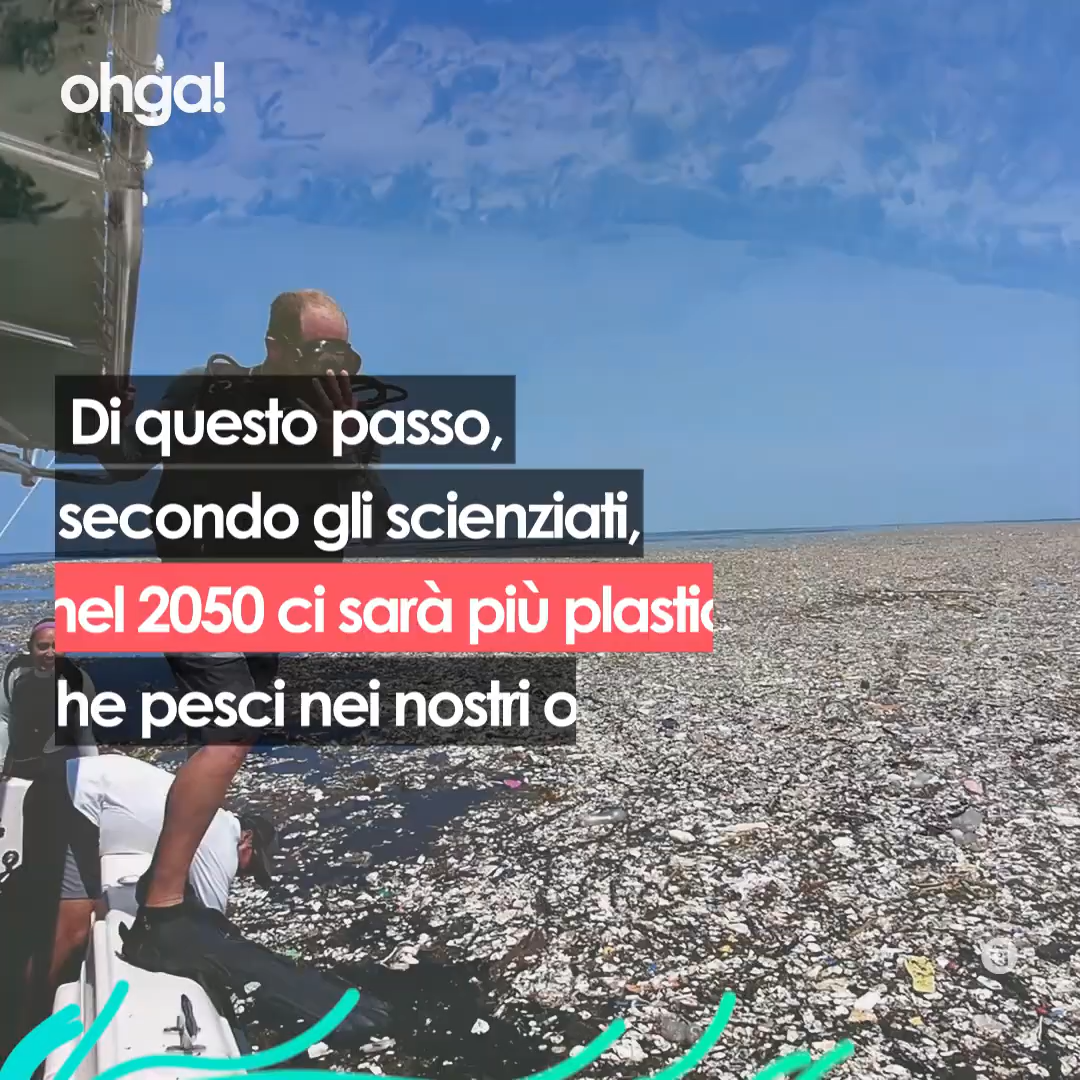 ohga!
Di questo passo,
secondo gli scienziati,
nel 2050 ci sarà più plastic
he pesci nei nostri o